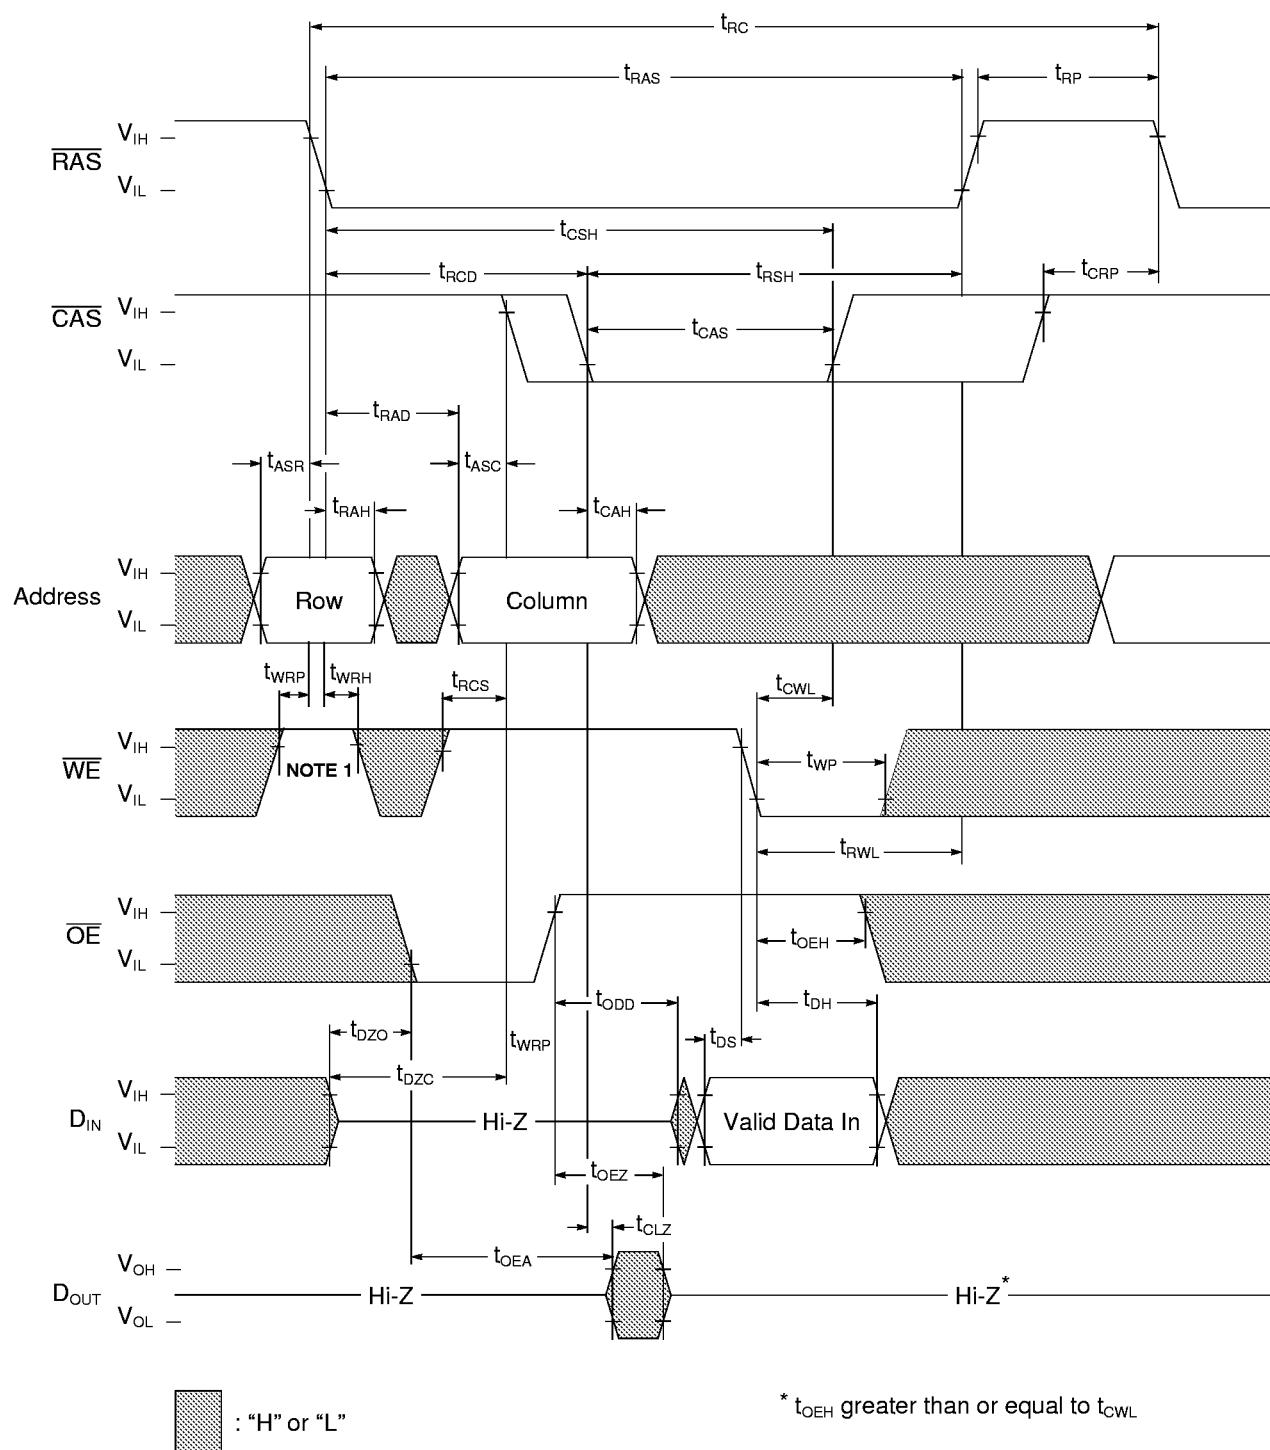 tRC
tRAS
tRP
RAS
VIH
VIL
tCSH
tRCD
tRSH
tCRP
CAS
VIH
VIL
tCAS
tRAD
tASR
tASC
tRAH
tCAH
Address
VIH
VIL
Row
Column
tWRP
tWRH
tRCS
tCWL
WE
VIH
VIL
NOTE 1
tWP
tRWL
OE
VIH
VIL
tOEH
tODD
tDH
tDZO
tWRP
tDS
tDZC
DIN
VIH
VIL
Hi-Z
Valid Data In
tOEZ
tCLZ
tOEA
DOUT
VOH
VOL
Hi-Z
Hi-Z*
: “H” or “L”
* tOEH greater than or equal to tCWL